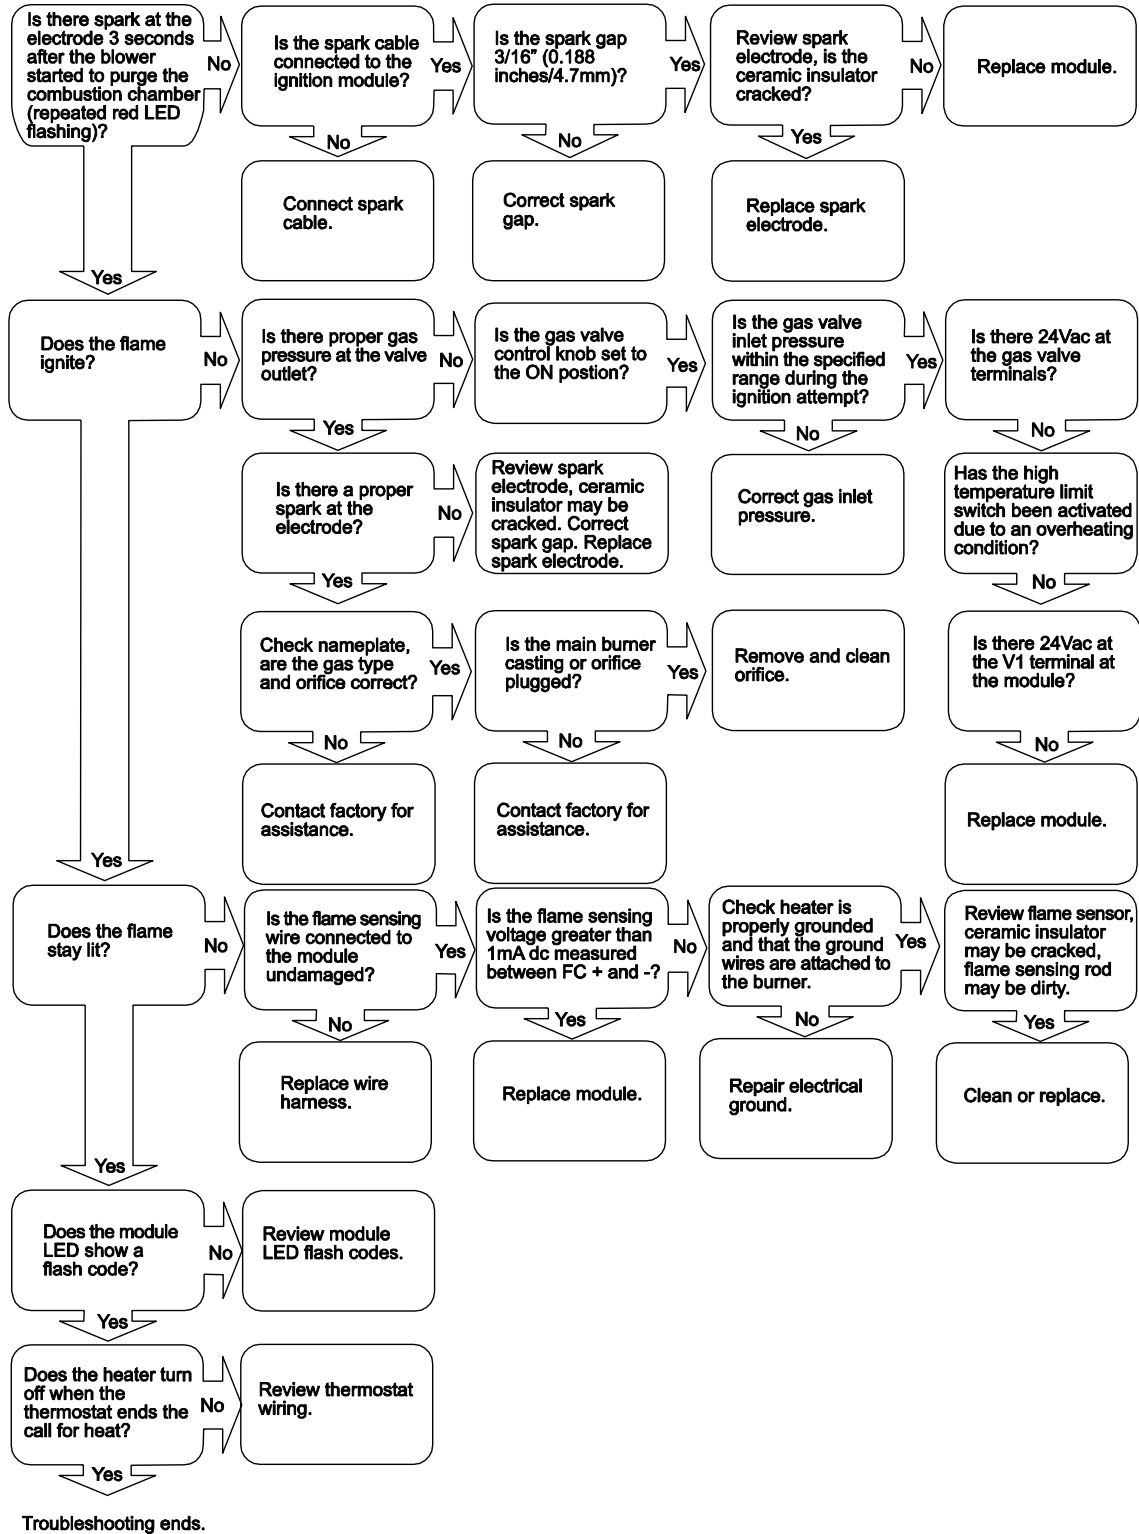 Is there spark at the
electrode 3 seconds
after the blower
started to purge the
combustion chamber
(repeated red LED
flashing)?
No
Is the spark cable
connected to the
ignition module?
Yes
Is the spark gap
3/16" (0.188
inches/4.7mm)?
Yes
Review spark
electrode, is the
ceramic insulator
cracked?
No
Replace module.
No
No
Yes
Connect spark
cable.
Correct spark
gap.
Replace spark
electrode.
Yes
Does the flame
ignite?
No
Is there proper gas
pressure at the valve
outlet?
No
Is the gas valve
control knob set to
the ON postion?
Yes
Is the gas valve
inlet pressure
within the specified
range during the
ignition attempt?
Yes
Is there 24Vac at
the gas valve
terminals?
Yes
No
No
Is there a proper
spark at the
electrode?
No
Review spark
electrode, ceramic
insulator may be
cracked. Correct
spark gap. Replace
spark electrode.
Correct gas inlet
pressure.
Has the high
temperature limit
switch been activated
due to an overheating
condition?
Yes
No
Check nameplate,
are the gas type
and orifice correct?
Yes
Is the main burner
casting or orifice
plugged?
Yes
Remove and clean
orifice.
Is there 24Vac at
the V1 terminal at
the module?
No
No
No
Contact factory for
assistance.
Contact factory for
assistance.
Replace module.
Yes
Does the flame
stay lit?
No
Is the flame sensing
wire connected to
the module
undamaged?
Yes
Is the flame sensing
voltage greater than
1mA dc measured
between FC + and -?
No
Check heater is
properly grounded
and that the ground
wires are attached to
the burner.
Yes
Review flame sensor,
ceramic insulator
may be cracked,
flame sensing rod
may be dirty.
No
Yes
No
Yes
Replace wire
harness.
Replace module.
Repair electrical
ground.
Clean or replace.
Yes
Does the module
LED show a
flash code?
No
Review module
LED flash codes.
Yes
Does the heater turn
off when the
thermostat ends the
call for heat?
No
Review thermostat
wiring.
Yes
Troubleshooting ends.